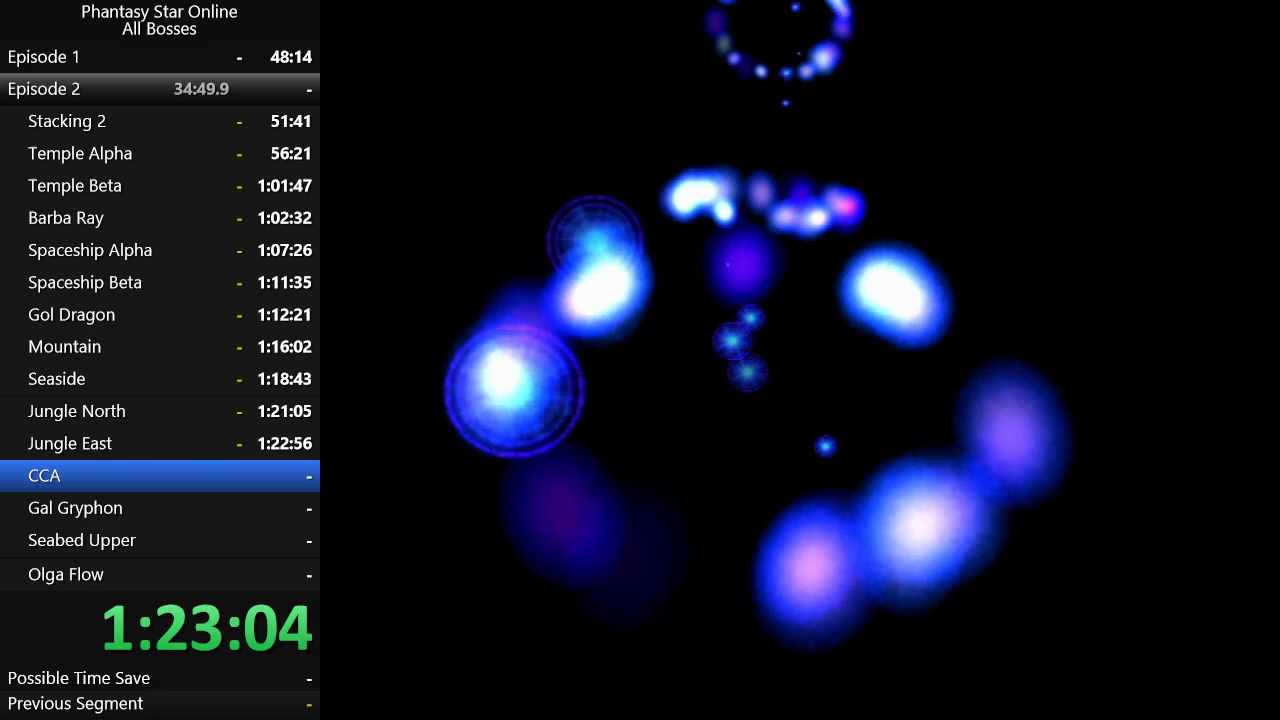 Phantasy Star Online
All Bosses
Episode 1 - 48:14
Episode 2 34:49.9 -
Stacking 2 - 51:41
Temple Alpha - 56:21
Temple Beta - 1:01:47
Barba Ray - 1:02:32
Spaceship Alpha - 1:07:26
Spaceship Beta - 1:11:35
Gol Dragon - 1:12:21
Mountain - 1:16:02
Seaside - 1:18:43
Jungle North - 1:21:05
Jungle East - 1:22:56
CCA -
Gal Gryphon -
Seabed Upper -
Olga Flow -
1:23:04
Possible Time Save -
Previous Segment -